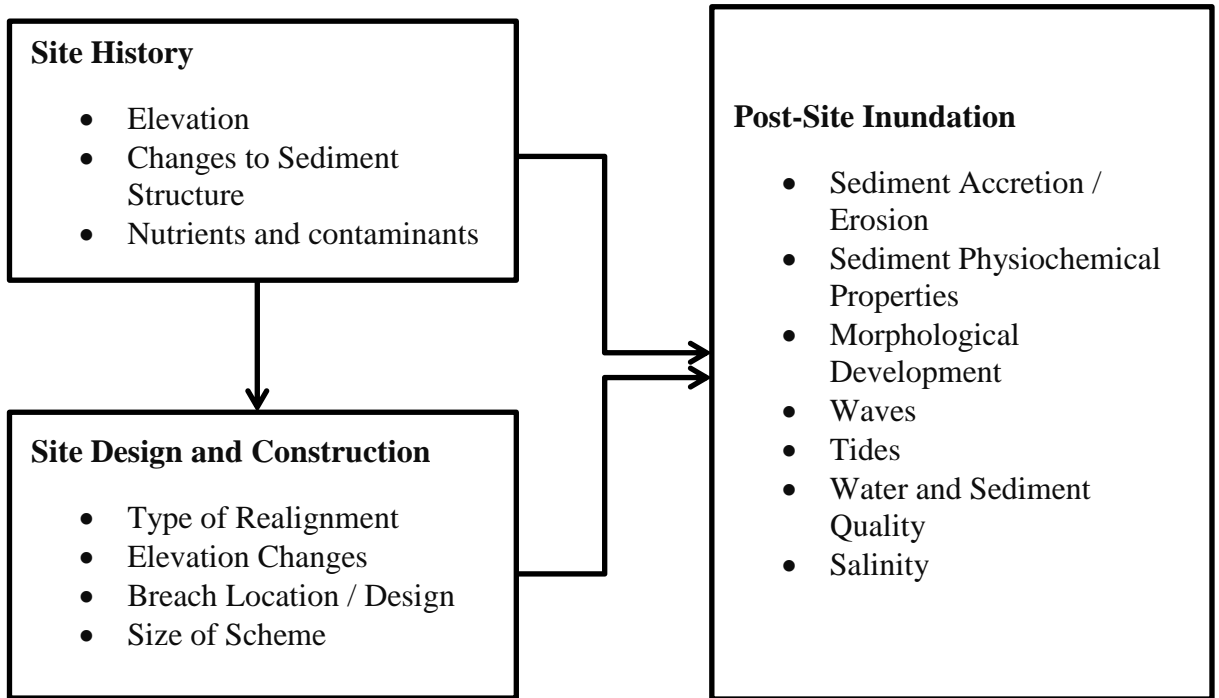 Site History
• Elevation
• Changes to Sediment
Structure
• Nutrients and contaminants
Site Design and Construction
• Type of Realignment
• Elevation Changes
• Breach Location / Design
• Size of Scheme
Post-Site Inundation
• Sediment Accretion /
Erosion
• Sediment Physiochemical
Properties
• Morphological
Development
• Waves
• Tides
• Water and Sediment
Quality
• Salinity